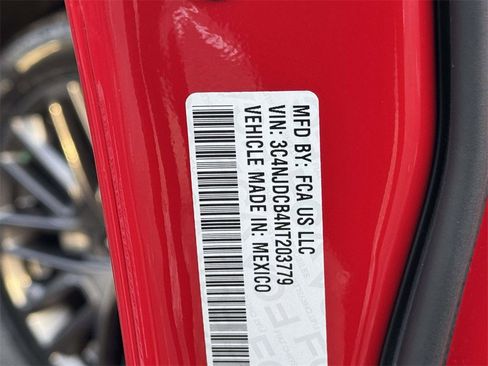 MFD BY: FCA US LLC
VIN: 3C4NJDCB4NT203779
VEHICLE MADE IN: MEXICO